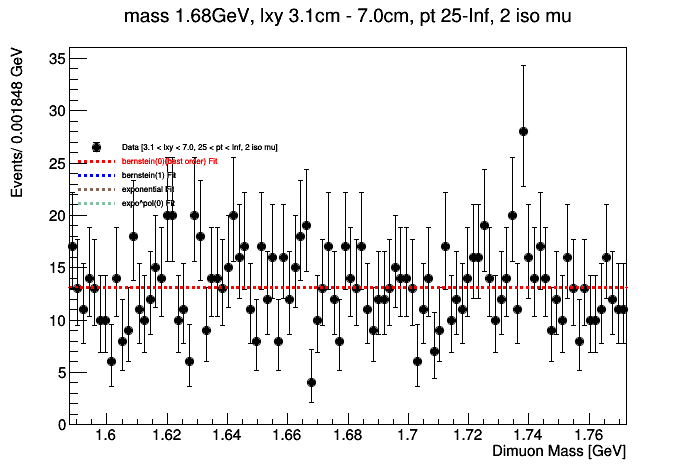 mass 1.68GeV, lxy 3.1cm - 7.0cm, pt 25-Inf, 2 iso mu
Events/ 0.001848 GeV
35
30
25
20
15
10
5
0
Data [3.1 < lxy < 7.0, 25 < pt < Inf, 2 iso mu]
bernstein(0)(best order) Fit
bernstein(1) Fit
exponential Fit
expo*pol(0) Fit
1.6
1.62
1.64
1.66
1.68
1.7
1.72
1.74
1.76
Dimuon Mass [GeV]